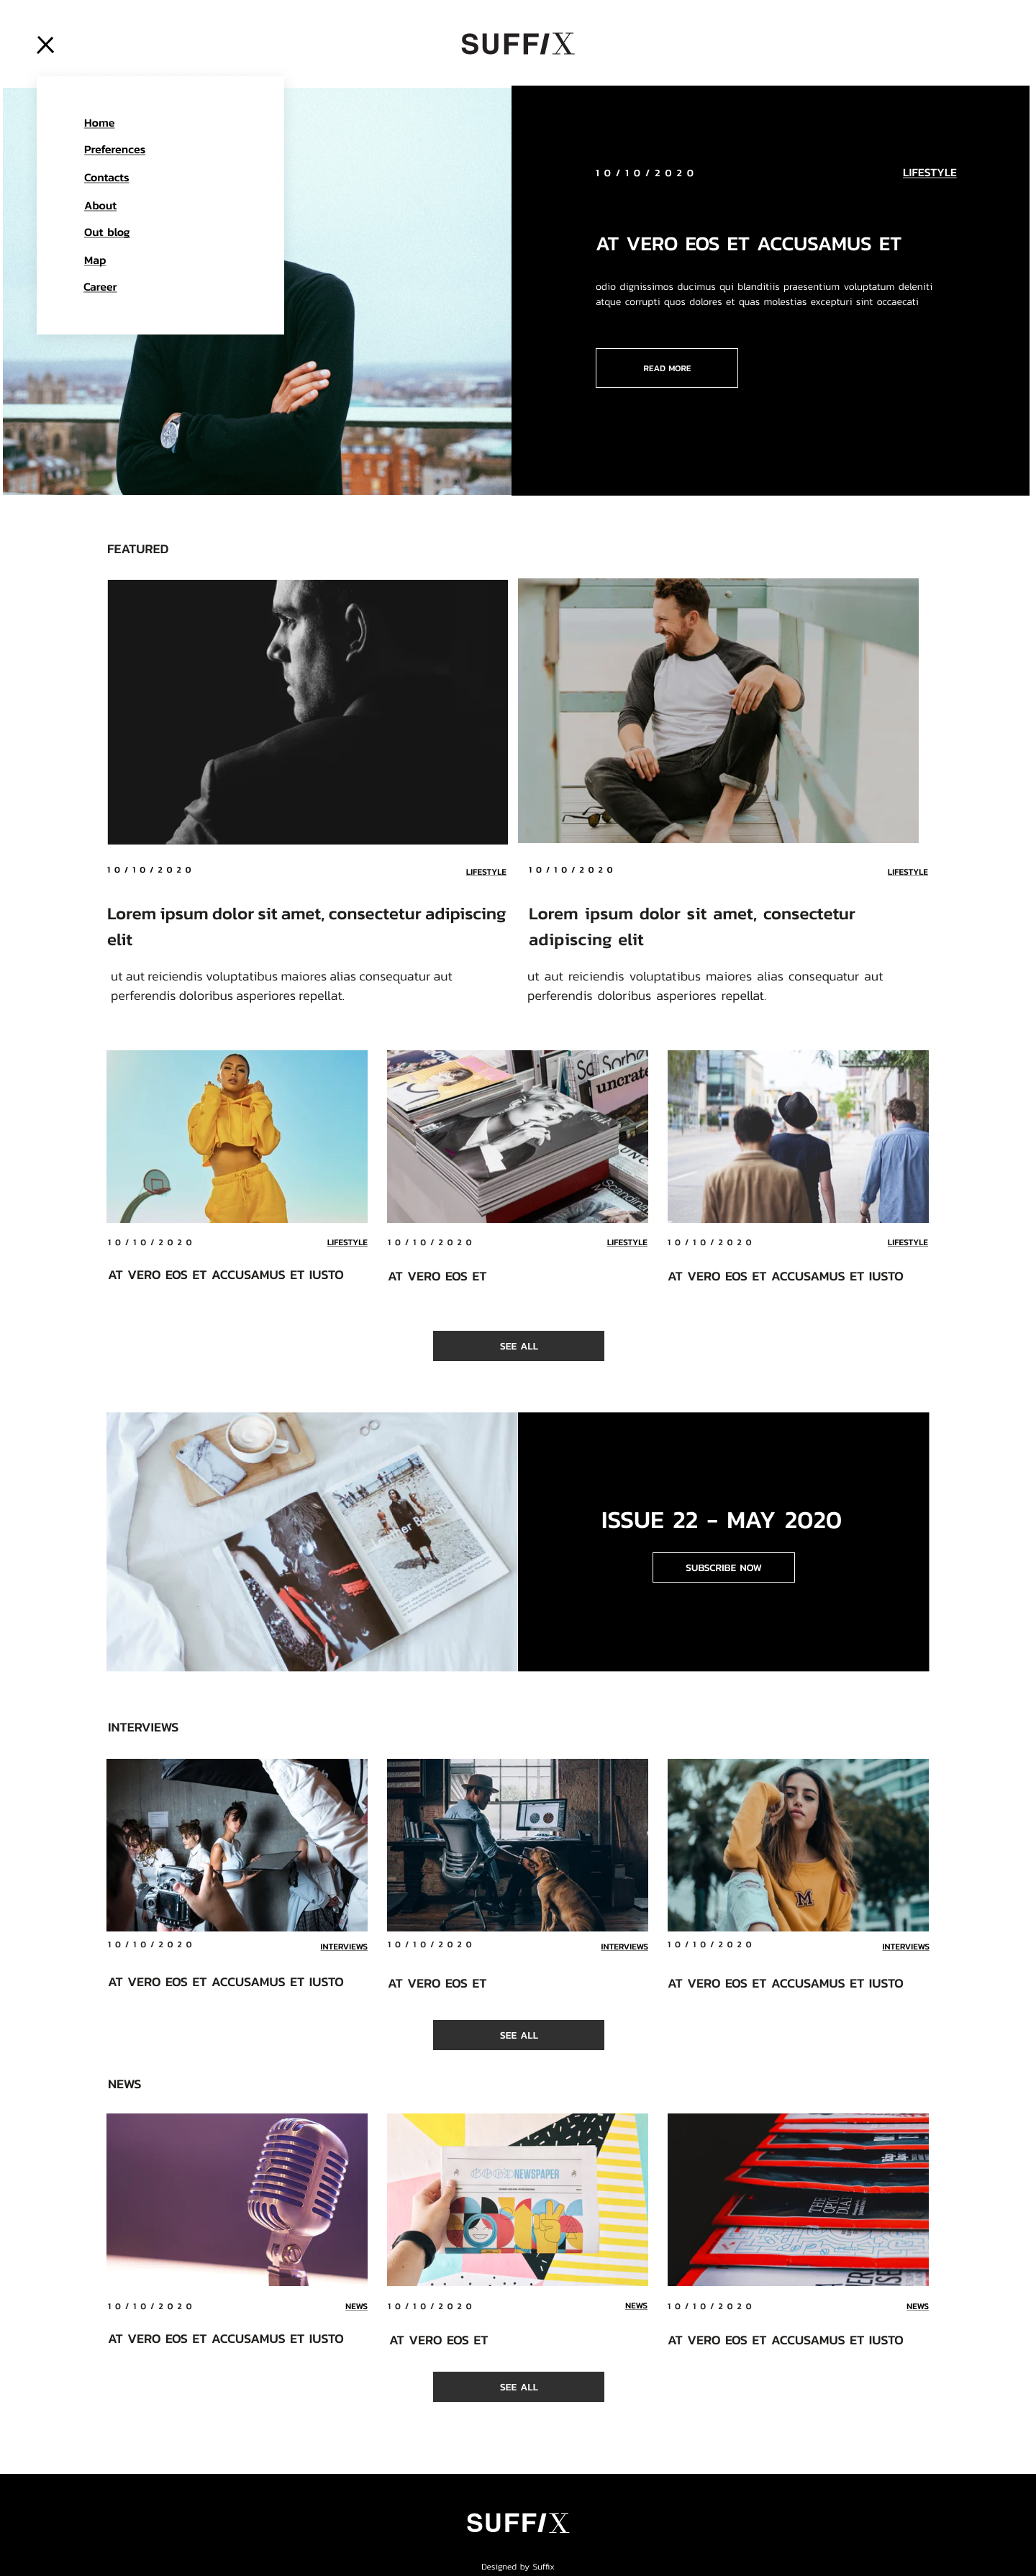 SUFFIX
Home
Preferences
Contacts
About
Out blog
Map
Career
10/10/2020
LIFESTYLE
AT VERO EOS ET ACCUSAMUS ET
odio dignissimos ducimus qui blanditiis praesentium voluptatum deleniti
atque corrupti quos dolores et quas molestias excepturi sint occaecati
READ MORE
FEATURED
10/10/2020
LIFESTYLE
Lorem ipsum dolor sit amet, consectetur adipiscing
elit
ut aut reiciendis voluptatibus maiores alias consequatur aut
perferendis doloribus asperiores repellat.
10/10/2020
LIFESTYLE
Lorem ipsum dolor sit amet, consectetur
adipiscing elit
ut aut reiciendis voluptatibus maiores alias consequatur aut
perferendis doloribus asperiores repellat.
uncrate
10/10/2020
LIFESTYLE
AT VERO EOS ET ACCUSAMUS ET IUSTO
10/10/2020
LIFESTYLE
AT VERO EOS ET
10/10/2020
LIFESTYLE
AT VERO EOS ET ACCUSAMUS ET IUSTO
SEE ALL
ISSUE 22 - MAY 2020
SUBSCRIBE NOW
INTERVIEWS
M
10/10/2020
INTERVIEWS
AT VERO EOS ET ACCUSAMUS ET IUSTO
10/10/2020
INTERVIEWS
AT VERO EOS ET
10/10/2020
INTERVIEWS
AT VERO EOS ET ACCUSAMUS ET IUSTO
SEE ALL
NEWS
NEWSPAPER
10/10/2020
NEWS
AT VERO EOS ET ACCUSAMUS ET IUSTO
10/10/2020
NEWS
AT VERO EOS ET
10/10/2020
NEWS
AT VERO EOS ET ACCUSAMUS ET IUSTO
SEE ALL
SUFFIX
Designed by Suffix